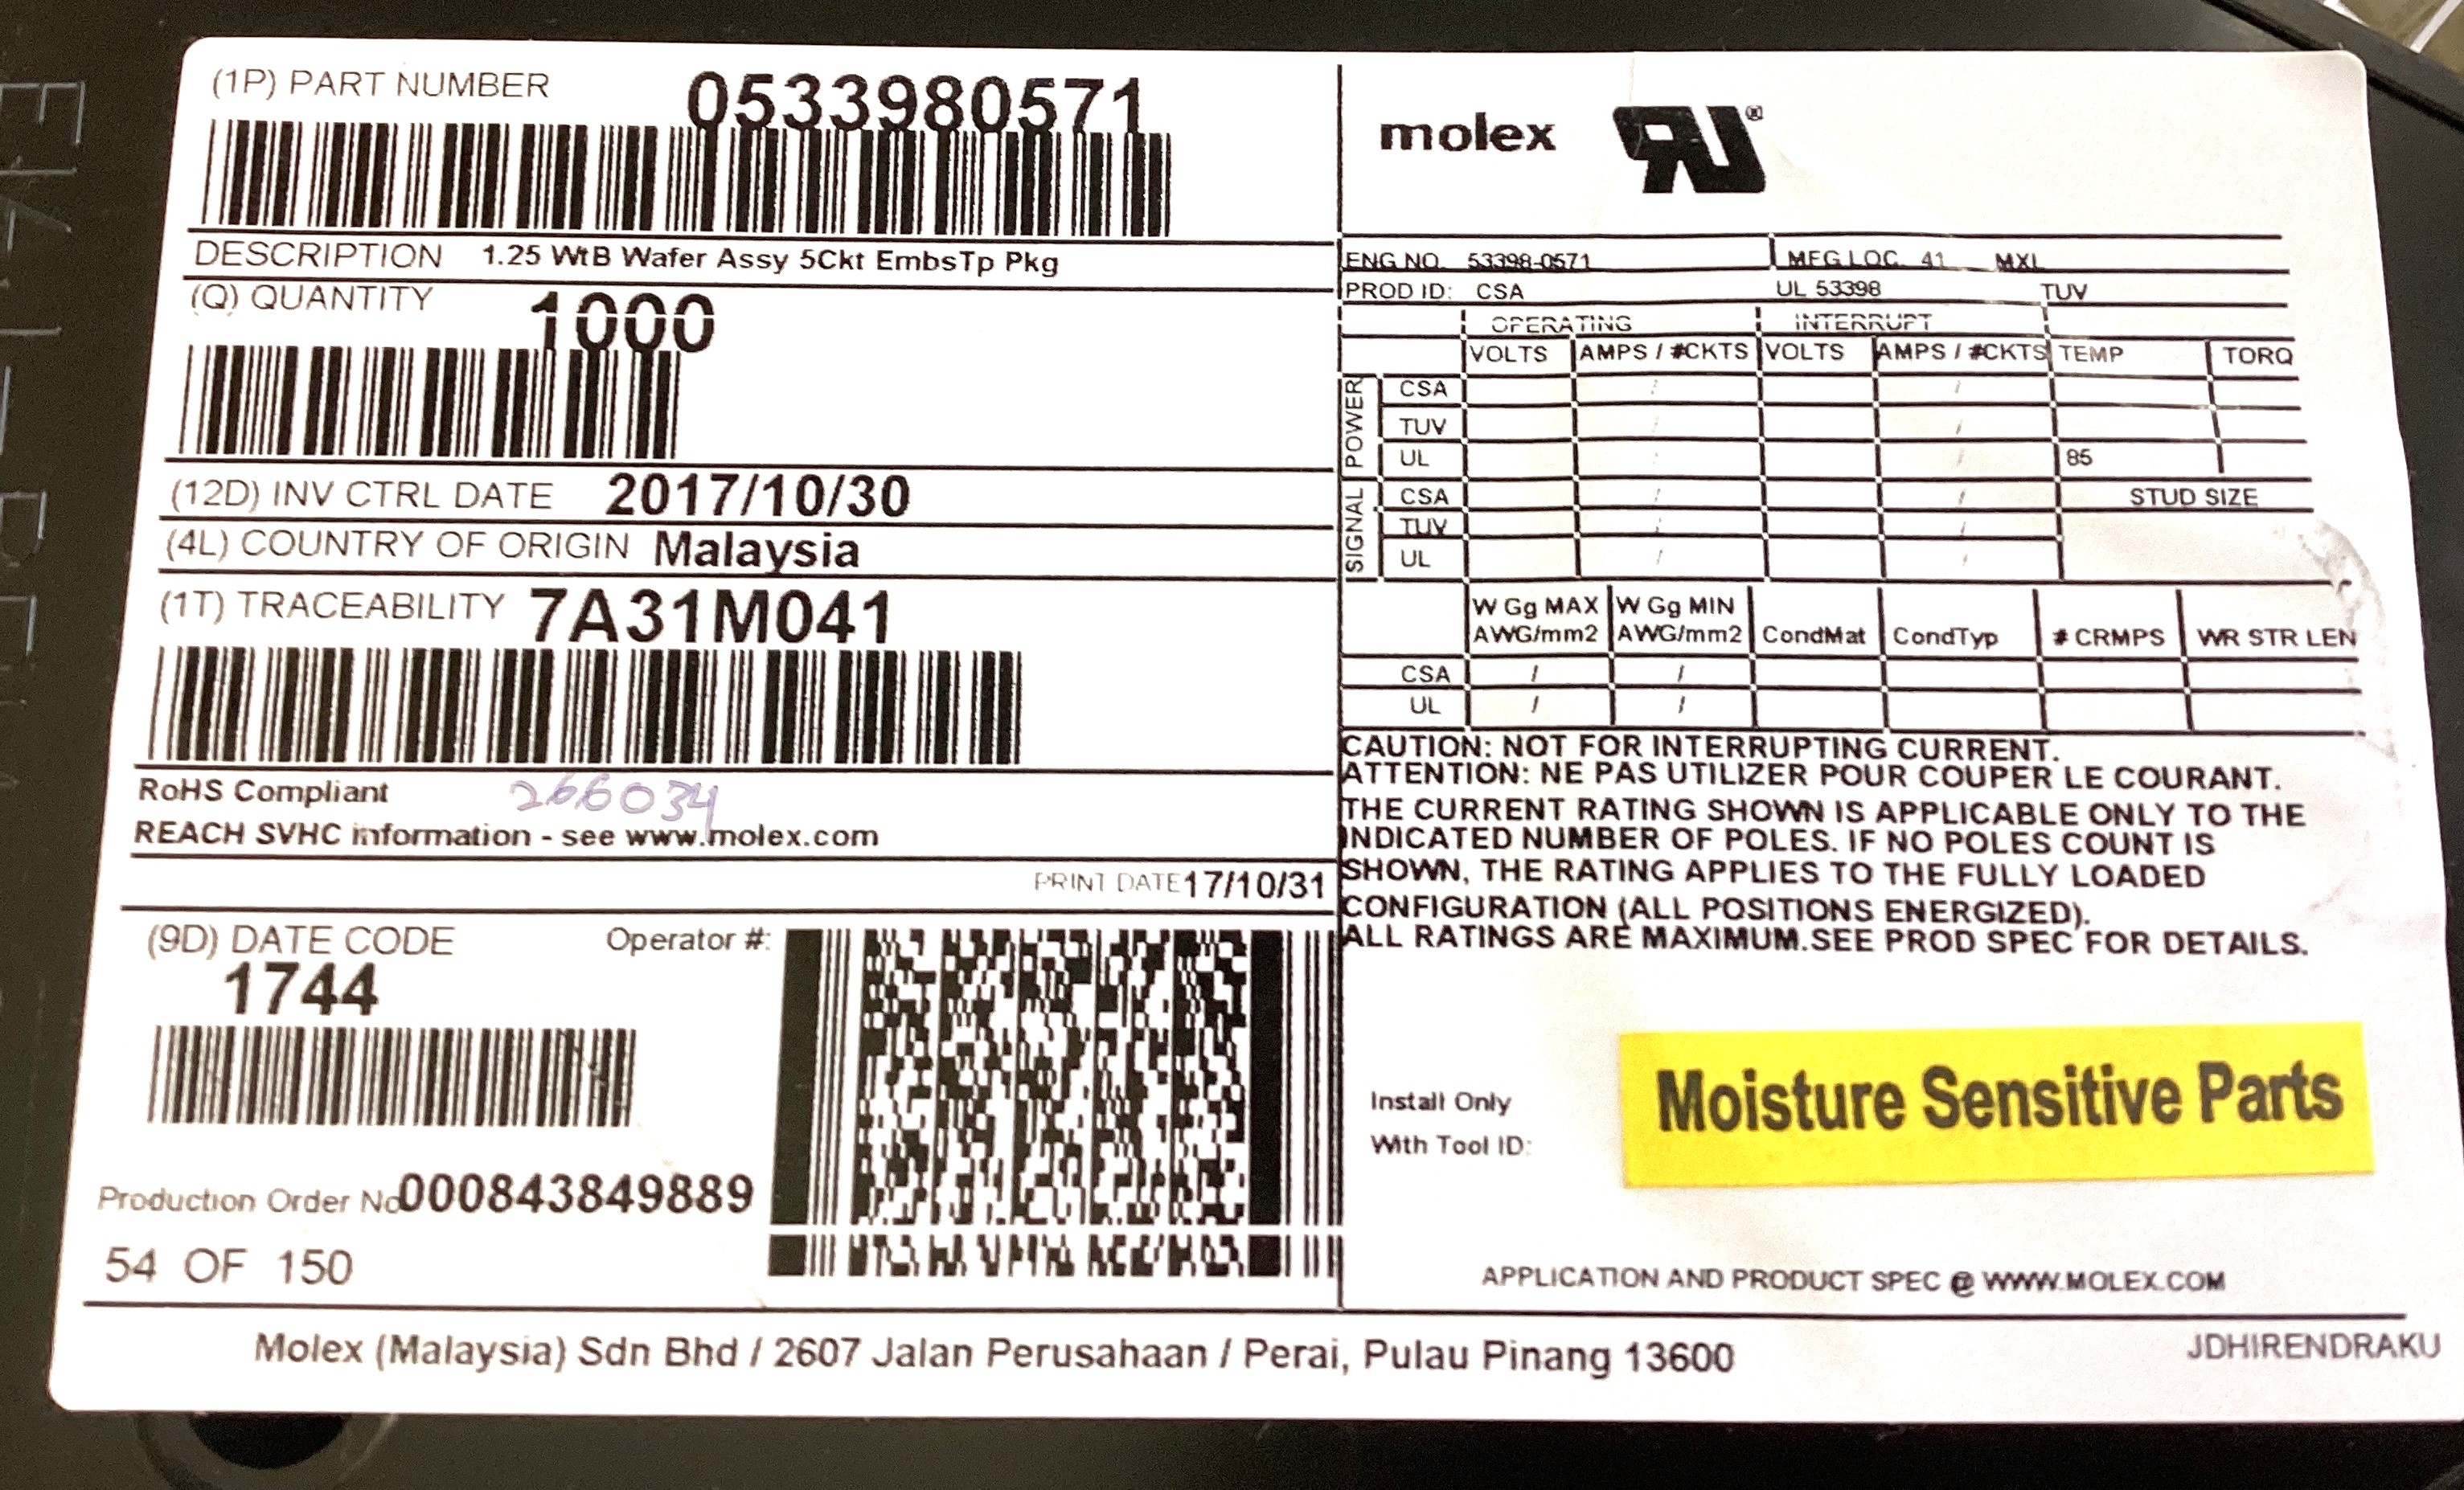 (1P) PART NUMBER 0533980571
DESCRIPTION 1.25 WtB Wafer Assy 5Ckt EmbsTp Pkg
(Q) QUANTITY 1000
(12D) INV CTRL DATE 2017/10/30
(4L) COUNTRY OF ORIGIN Malaysia
(1T) TRACEABILITY 7A31M041
RoHS Compliant 266034
REACH SVHC information - see www.molex.com
PRINT DATE 17/10/31
(9D) DATE CODE Operator #:
1744
Production Order No 000843849889
54 OF 150
molex RU ®
ENG NO. 53398-0571 MFG LOC. 41 MXL
PROD ID: CSA UL 53398 TUV
OPERATING INTERRUPT
VOLTS AMPS / #CKTS VOLTS AMPS / #CKTS TEMP TORQ
POWER
CSA / /
TUV / /
UL / / 85
SIGNAL
CSA / / STUD SIZE
TUV / /
UL / /
W Gg MAX W Gg MIN
AWG/mm2 AWG/mm2 CondMat CondTyp # CRMPS WR STR LEN
CSA / /
UL / /
CAUTION: NOT FOR INTERRUPTING CURRENT.
ATTENTION: NE PAS UTILIZER POUR COUPER LE COURANT.
THE CURRENT RATING SHOWN IS APPLICABLE ONLY TO THE
INDICATED NUMBER OF POLES. IF NO POLES COUNT IS
SHOWN, THE RATING APPLIES TO THE FULLY LOADED
CONFIGURATION (ALL POSITIONS ENERGIZED).
ALL RATINGS ARE MAXIMUM.SEE PROD SPEC FOR DETAILS.
Install Only
With Tool ID:
Moisture Sensitive Parts
APPLICATION AND PRODUCT SPEC @ WWW.MOLEX.COM
Molex (Malaysia) Sdn Bhd / 2607 Jalan Perusahaan / Perai, Pulau Pinang 13600
JDHIRENDRAKU